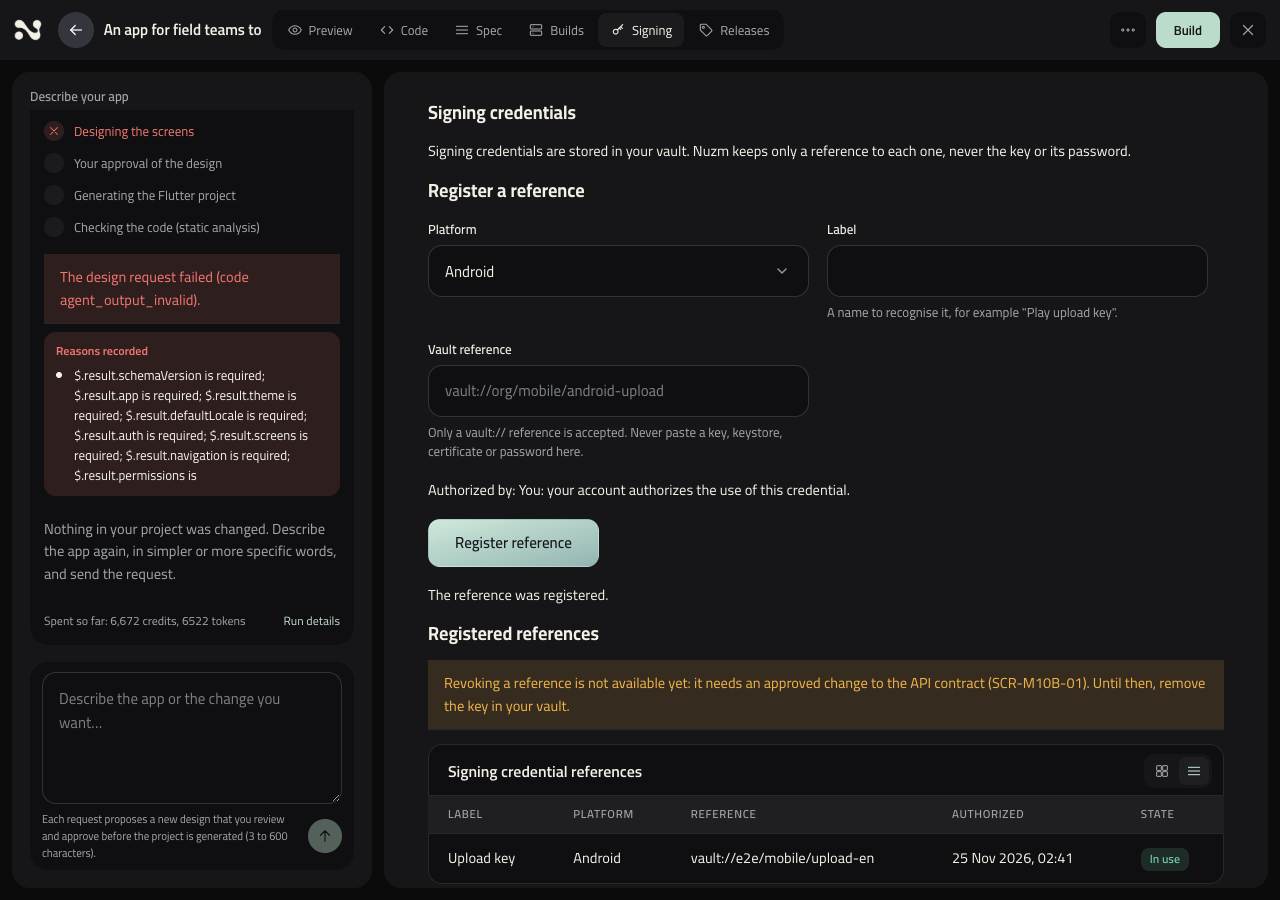 An app for field teams to
Preview
Code
Spec
Builds
Signing
Releases
Build
Describe your app
Designing the screens
Your approval of the design
Generating the Flutter project
Checking the code (static analysis)
The design request failed (code
agent_output_invalid).
Reasons recorded
$.result.schemaVersion is required;
$.result.app is required; $.result.theme is
required; $.result.defaultLocale is required;
$.result.auth is required; $.result.screens is
required; $.result.navigation is required;
$.result.permissions is
Nothing in your project was changed. Describe
the app again, in simpler or more specific words,
and send the request.
Spent so far: 6,672 credits, 6522 tokens
Run details
Describe the app or the change you
want…
Each request proposes a new design that you review
and approve before the project is generated (3 to 600
characters).
Signing credentials
Signing credentials are stored in your vault. Nuzm keeps only a reference to each one, never the key or its password.
Register a reference
Platform
Label
Android
A name to recognise it, for example "Play upload key".
Vault reference
vault://org/mobile/android-upload
Only a vault:// reference is accepted. Never paste a key, keystore,
certificate or password here.
Authorized by: You: your account authorizes the use of this credential.
Register reference
The reference was registered.
Registered references
Revoking a reference is not available yet: it needs an approved change to the API contract (SCR-M10B-01). Until then, remove
the key in your vault.
Signing credential references
LABEL PLATFORM REFERENCE AUTHORIZED STATE
Upload key Android vault://e2e/mobile/upload-en 25 Nov 2026, 02:41 In use